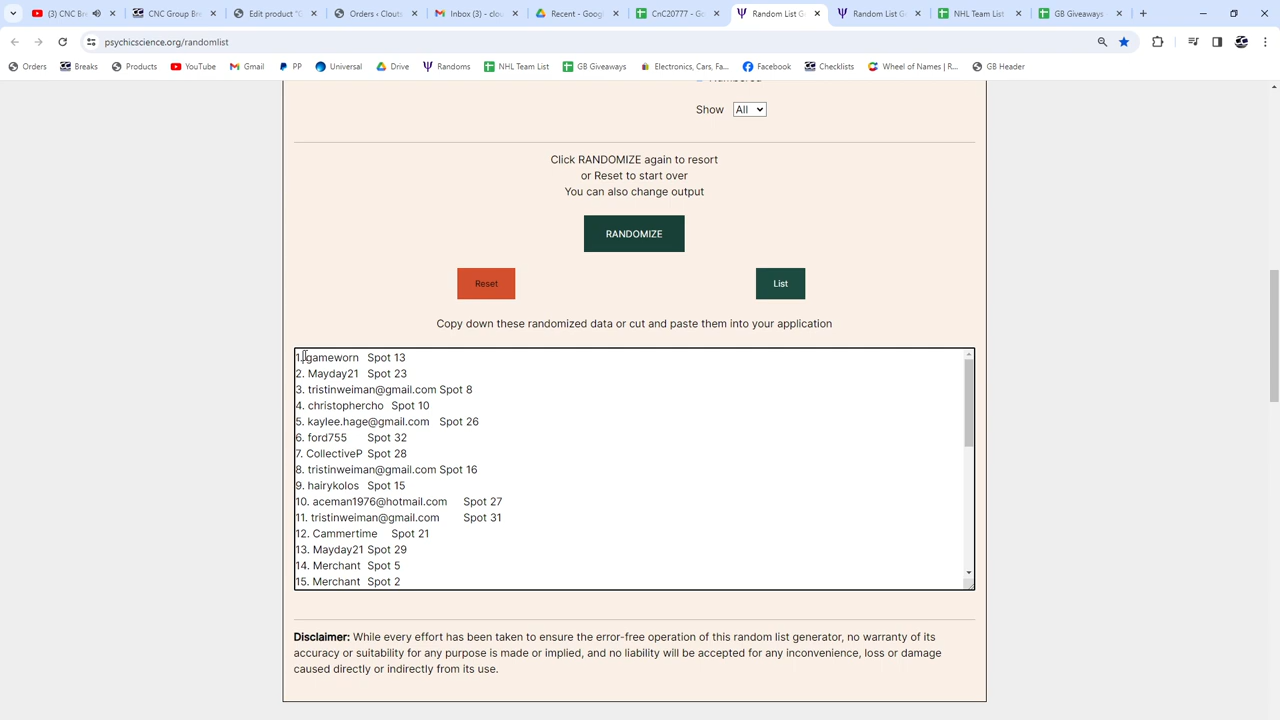 (3) CNC BREAKS
CNC Group Bre
Edit product "G
Orders ‹ Clouts
Inbox (3) - clou
Recent - Google
CnC20777 - Go
Random List Ge
Random List Ge
NHL Team List
GB Giveaways
psychicscience.org/randomlist
Orders
Breaks
Products
YouTube
Gmail
PP
Universal
Drive
Randoms
NHL Team List
GB Giveaways
Electronics, Cars, Fa...
Facebook
Checklists
Wheel of Names | R...
GB Header
Numbered
Show All
Click RANDOMIZE again to resort
or Reset to start over
You can also change output
RANDOMIZE
Reset
List
Copy down these randomized data or cut and paste them into your application
1. gameworn Spot 13
2. Mayday21 Spot 23
3. tristinweiman@gmail.com Spot 8
4. christophercho Spot 10
5. kaylee.hage@gmail.com Spot 26
6. ford755 Spot 32
7. CollectiveP Spot 28
8. tristinweiman@gmail.com Spot 16
9. hairykolos Spot 15
10. aceman1976@hotmail.com Spot 27
11. tristinweiman@gmail.com Spot 31
12. Cammertime Spot 21
13. Mayday21 Spot 29
14. Merchant Spot 5
15. Merchant Spot 2
Disclaimer: While every effort has been taken to ensure the error-free operation of this random list generator, no warranty of its
accuracy or suitability for any purpose is made or implied, and no liability will be accepted for any inconvenience, loss or damage
caused directly or indirectly from its use.